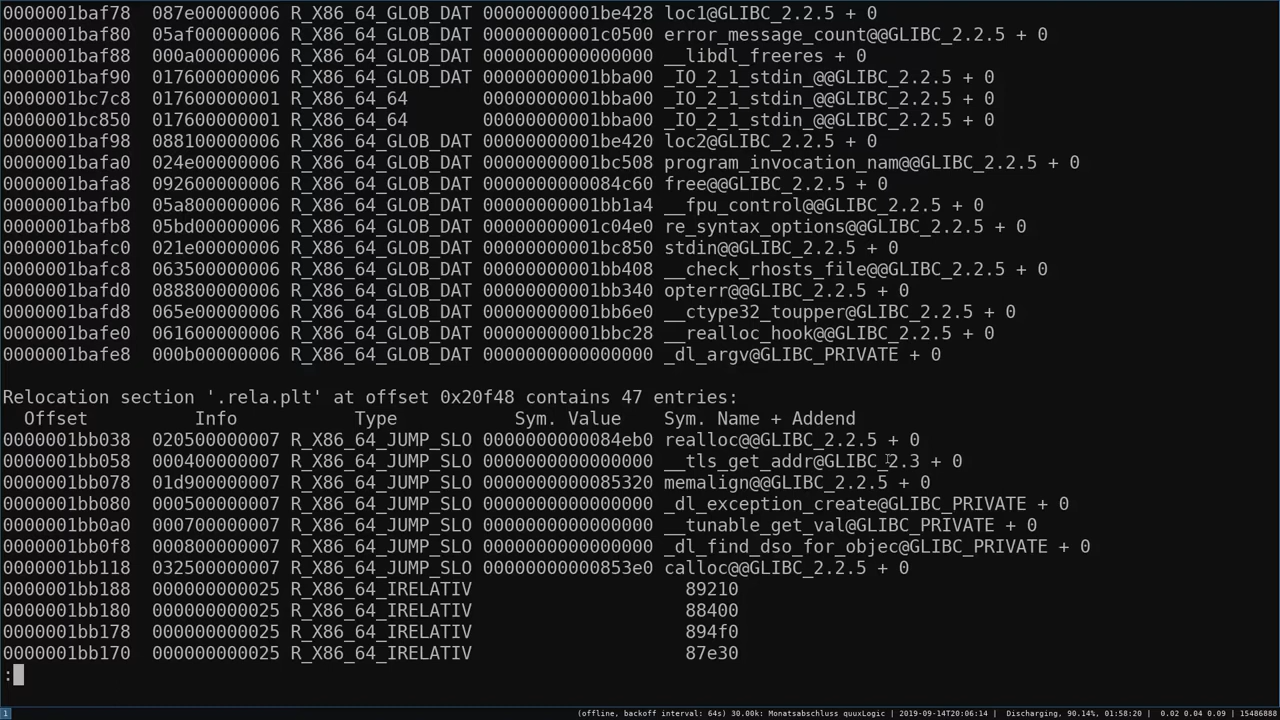 0000001baf78  087e00000006 R_X86_64_GLOB_DAT 00000000001be428 loc1@GLIBC_2.2.5 + 0
0000001baf80  05af00000006 R_X86_64_GLOB_DAT 00000000001c0500 error_message_count@@GLIBC_2.2.5 + 0
0000001baf88  000a00000006 R_X86_64_GLOB_DAT 0000000000000000 __libdl_freeres + 0
0000001baf90  017600000006 R_X86_64_GLOB_DAT 00000000001bba00 _IO_2_1_stdin_@@GLIBC_2.2.5 + 0
0000001bc7c8  017600000001 R_X86_64_64       00000000001bba00 _IO_2_1_stdin_@@GLIBC_2.2.5 + 0
0000001bc850  017600000001 R_X86_64_64       00000000001bba00 _IO_2_1_stdin_@@GLIBC_2.2.5 + 0
0000001baf98  088100000006 R_X86_64_GLOB_DAT 00000000001be420 loc2@GLIBC_2.2.5 + 0
0000001bafa0  024e00000006 R_X86_64_GLOB_DAT 00000000001bc508 program_invocation_nam@@GLIBC_2.2.5 + 0
0000001bafa8  092600000006 R_X86_64_GLOB_DAT 0000000000084c60 free@@GLIBC_2.2.5 + 0
0000001bafb0  05a800000006 R_X86_64_GLOB_DAT 00000000001bb1a4 __fpu_control@@GLIBC_2.2.5 + 0
0000001bafb8  05bd00000006 R_X86_64_GLOB_DAT 00000000001c04e0 re_syntax_options@@GLIBC_2.2.5 + 0
0000001bafc0  021e00000006 R_X86_64_GLOB_DAT 00000000001bc850 stdin@@GLIBC_2.2.5 + 0
0000001bafc8  063500000006 R_X86_64_GLOB_DAT 00000000001bb408 __check_rhosts_file@@GLIBC_2.2.5 + 0
0000001bafd0  088800000006 R_X86_64_GLOB_DAT 00000000001bb340 opterr@@GLIBC_2.2.5 + 0
0000001bafd8  065e00000006 R_X86_64_GLOB_DAT 00000000001bb6e0 __ctype32_toupper@@GLIBC_2.2.5 + 0
0000001bafe0  061600000006 R_X86_64_GLOB_DAT 00000000001bbc28 __realloc_hook@@GLIBC_2.2.5 + 0
0000001bafe8  000b00000006 R_X86_64_GLOB_DAT 0000000000000000 _dl_argv@GLIBC_PRIVATE + 0
Relocation section '.rela.plt' at offset 0x20f48 contains 47 entries:
  Offset          Info           Type           Sym. Value    Sym. Name + Addend
0000001bb038  020500000007 R_X86_64_JUMP_SLO 0000000000084eb0 realloc@@GLIBC_2.2.5 + 0
0000001bb058  000400000007 R_X86_64_JUMP_SLO 0000000000000000 __tls_get_addr@GLIBC_2.3 + 0
0000001bb078  01d900000007 R_X86_64_JUMP_SLO 0000000000085320 memalign@@GLIBC_2.2.5 + 0
0000001bb080  000500000007 R_X86_64_JUMP_SLO 0000000000000000 _dl_exception_create@GLIBC_PRIVATE + 0
0000001bb0a0  000700000007 R_X86_64_JUMP_SLO 0000000000000000 __tunable_get_val@GLIBC_PRIVATE + 0
0000001bb0f8  000800000007 R_X86_64_JUMP_SLO 0000000000000000 _dl_find_dso_for_objec@GLIBC_PRIVATE + 0
0000001bb118  032500000007 R_X86_64_JUMP_SLO 00000000000853e0 calloc@@GLIBC_2.2.5 + 0
0000001bb188  000000000025 R_X86_64_IRELATIV                    89210
0000001bb180  000000000025 R_X86_64_IRELATIV                    88400
0000001bb178  000000000025 R_X86_64_IRELATIV                    894f0
0000001bb170  000000000025 R_X86_64_IRELATIV                    87e30
:
1 (offline, backoff interval: 64s) 30.00k: Monatsabschluss quuxLogic | 2019-09-14T20:06:14 | Discharging, 90.14%, 01:58:20 | 0.02 0.04 0.09 | 15486888